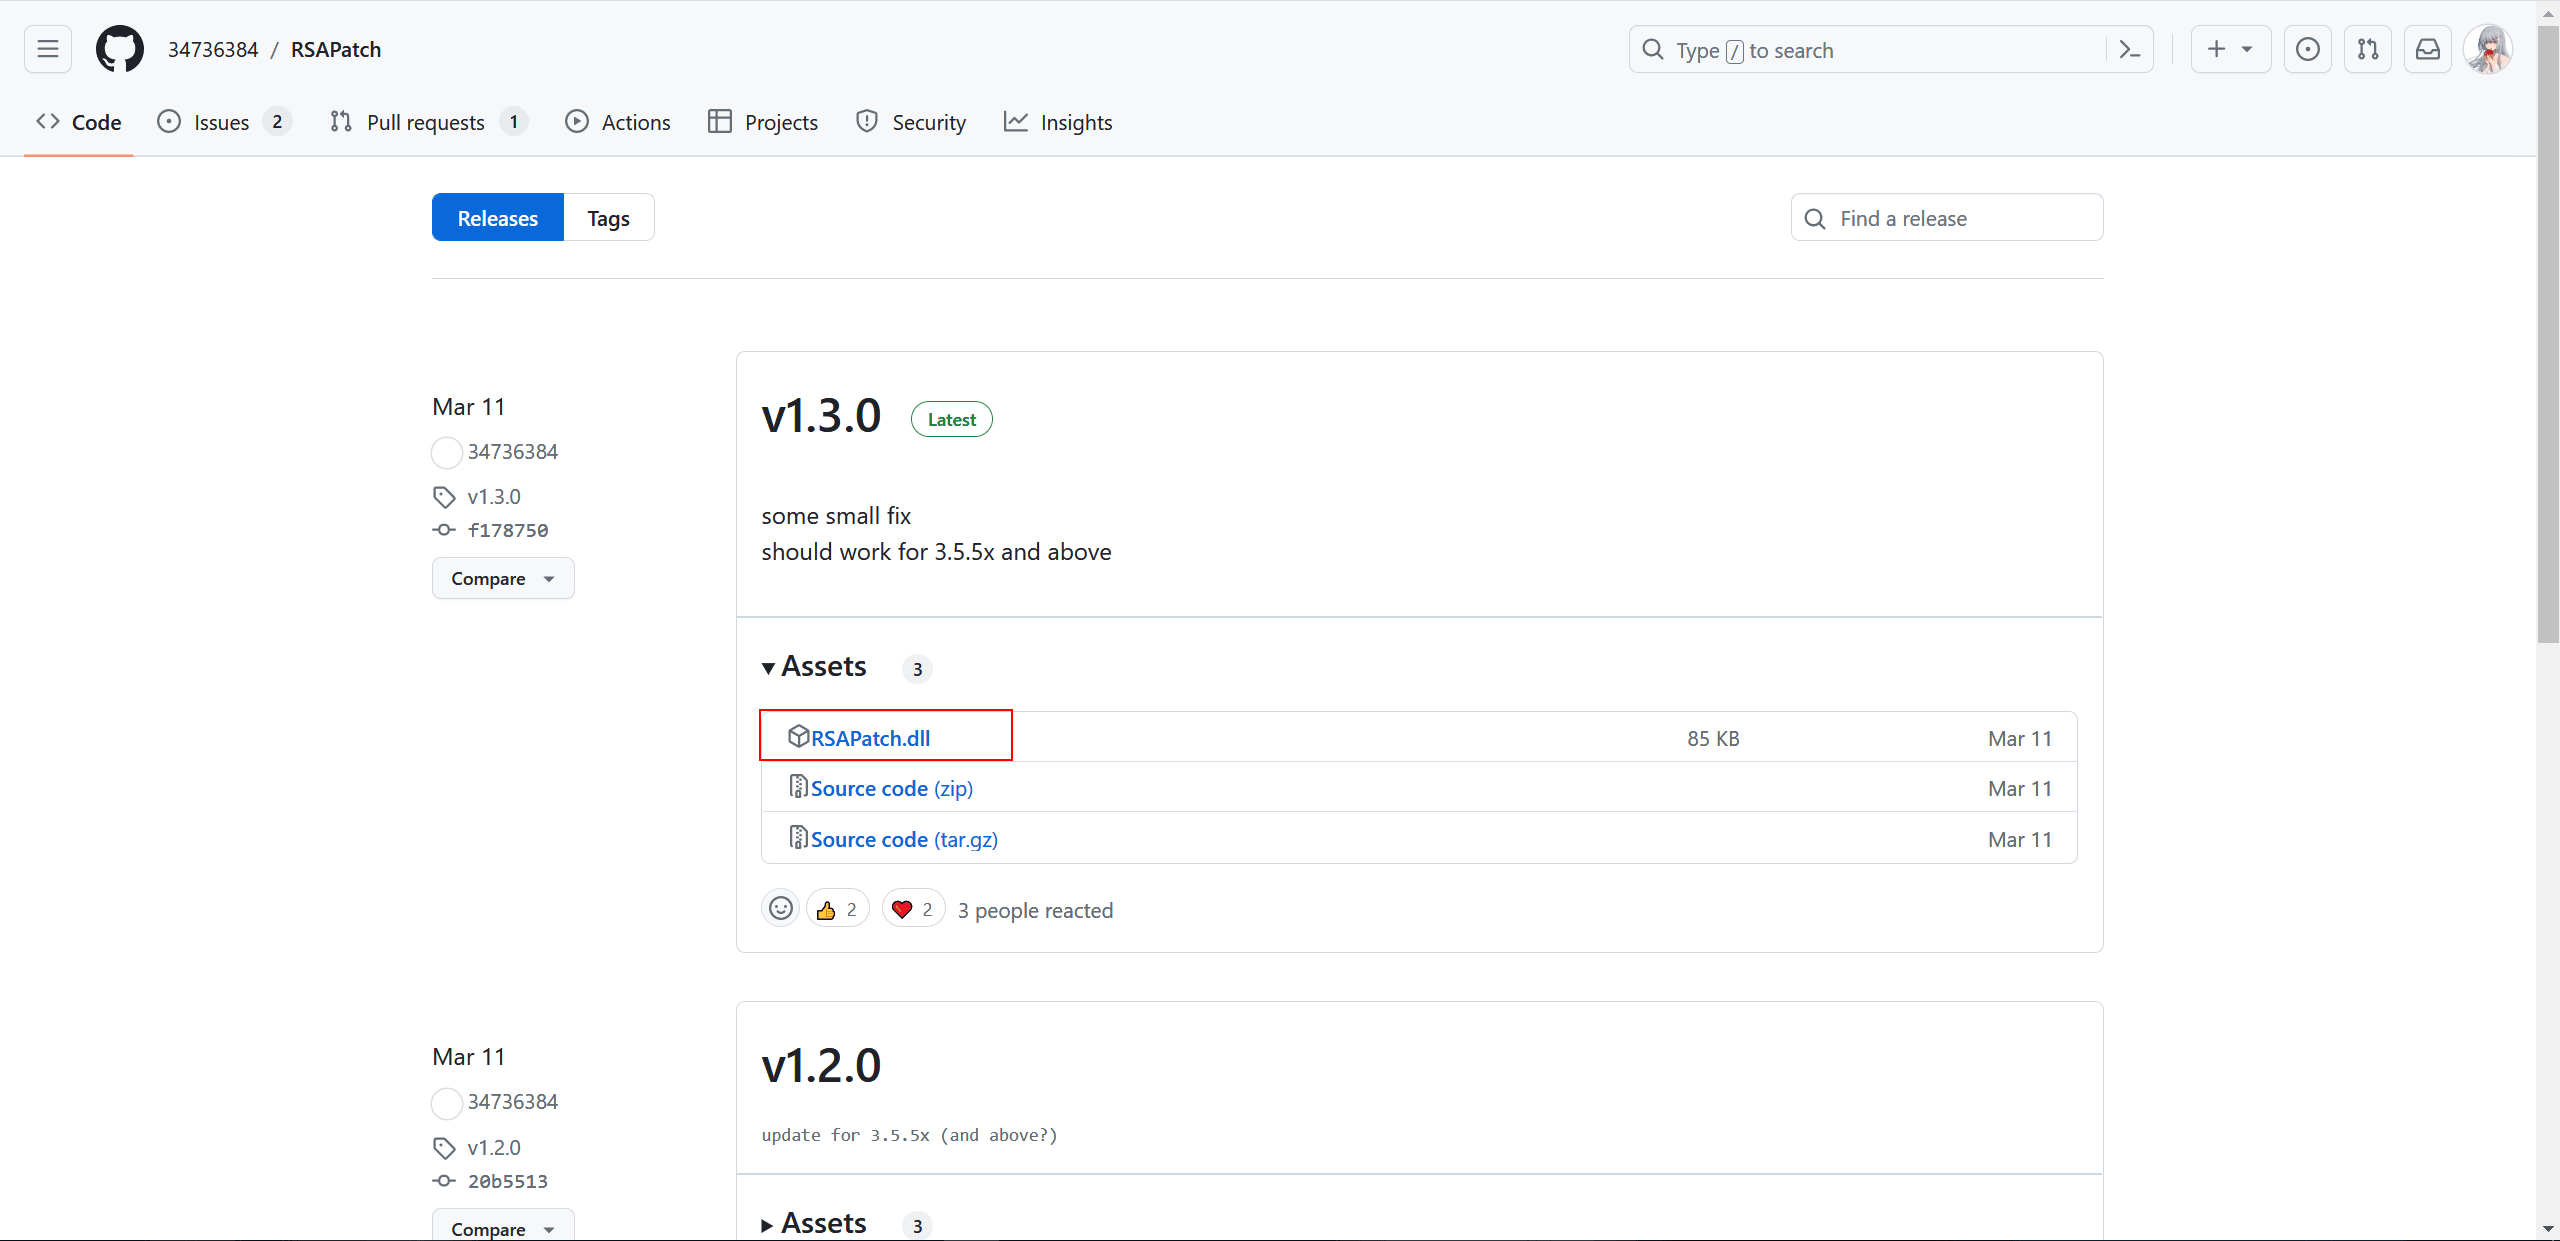 34736384 / RSAPatch
Type / to search
Code
Issues 2
Pull requests 1
Actions
Projects
Security
Insights
Releases
Tags
Find a release
Mar 11
34736384
v1.3.0
f178750
Compare
v1.3.0 Latest
some small fix
should work for 3.5.5x and above
Assets 3
RSAPatch.dll 85 KB Mar 11
Source code (zip) Mar 11
Source code (tar.gz) Mar 11
👍 2 ❤️ 2 3 people reacted
Mar 11
34736384
v1.2.0
20b5513
Compare
v1.2.0
update for 3.5.5x (and above?)
Assets 3